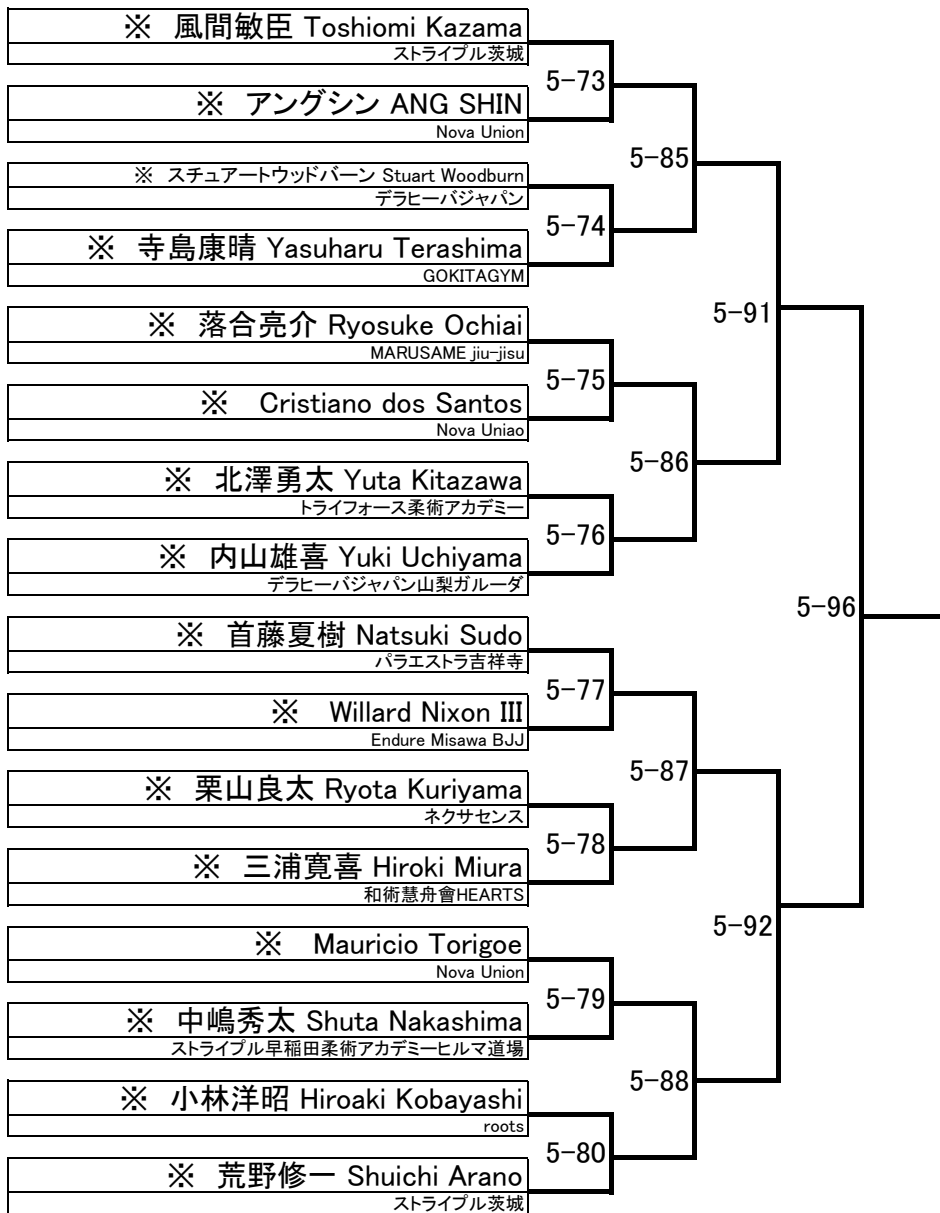 ※ 風間敏臣 Toshiomi Kazama
ストライプル茨城
5-73
※ アングシン ANG SHIN
Nova Union
5-85
※ スチュアートウッドバーン Stuart Woodburn
デラヒーバジャパン
5-74
※ 寺島康晴 Yasuharu Terashima
GOKITAGYM
5-91
※ 落合亮介 Ryosuke Ochiai
MARUSAME jiu-jisu
5-75
※ Cristiano dos Santos
Nova Uniao
5-86
※ 北澤勇太 Yuta Kitazawa
トライフォース柔術アカデミー
5-76
※ 内山雄喜 Yuki Uchiyama
デラヒーバジャパン山梨ガルーダ
5-96
※ 首藤夏樹 Natsuki Sudo
パラエストラ吉祥寺
5-77
※ Willard Nixon III
Endure Misawa BJJ
5-87
※ 栗山良太 Ryota Kuriyama
ネクサセンス
5-78
※ 三浦寛喜 Hiroki Miura
和術慧舟會HEARTS
5-92
※ Mauricio Torigoe
Nova Union
5-79
※ 中嶋秀太 Shuta Nakashima
ストライプル早稲田柔術アカデミーヒルマ道場
5-88
※ 小林洋昭 Hiroaki Kobayashi
roots
5-80
※ 荒野修一 Shuichi Arano
ストライプル茨城